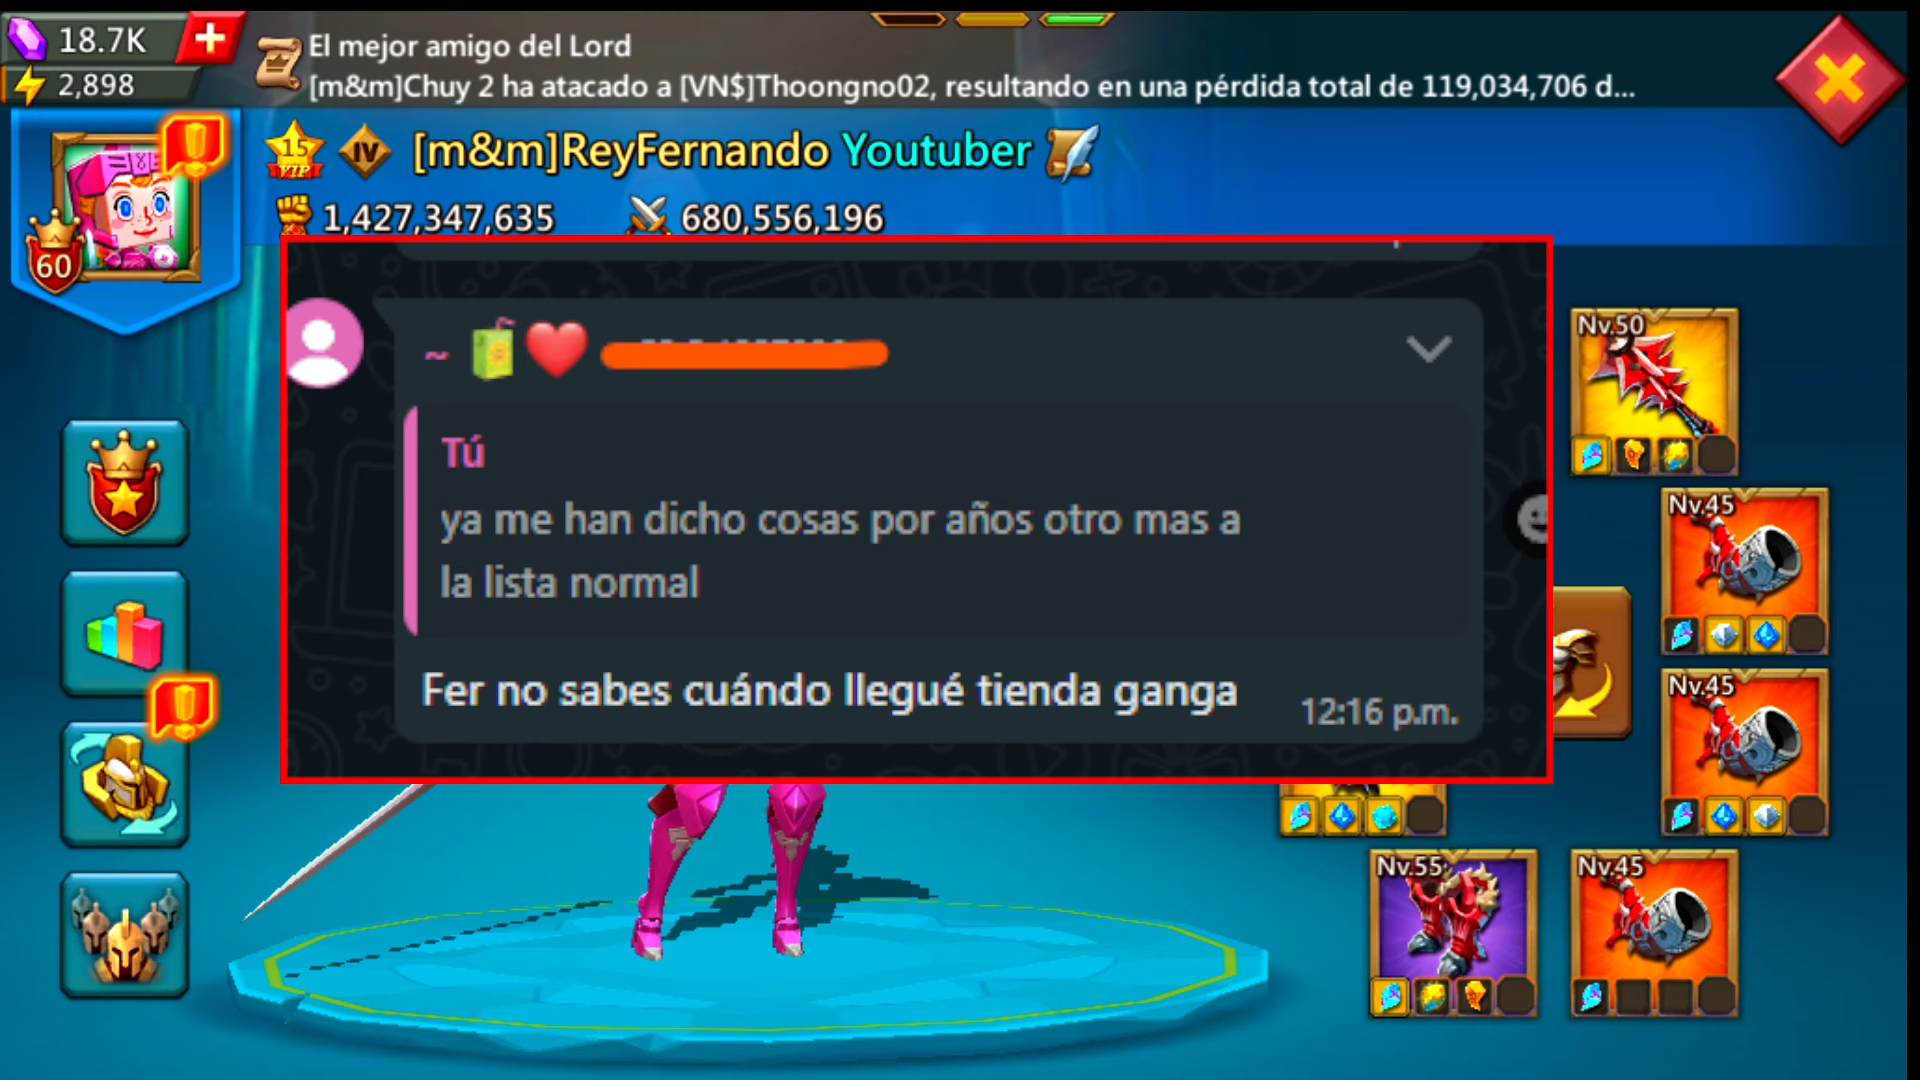 18.7K
2,898
El mejor amigo del Lord
[m&m]Chuy 2 ha atacado a [VN$]Thoongno02, resultando en una pérdida total de 119,034,706 d...
15
VIP
IV
[m&m]ReyFernando Youtuber
1,427,347,635
680,556,196
60
~
Tú
ya me han dicho cosas por años otro mas a
la lista normal
Fer no sabes cuándo llegué tienda ganga
12:16 p.m.
Nv.50
Nv.45
Nv.45
Nv.55
Nv.45